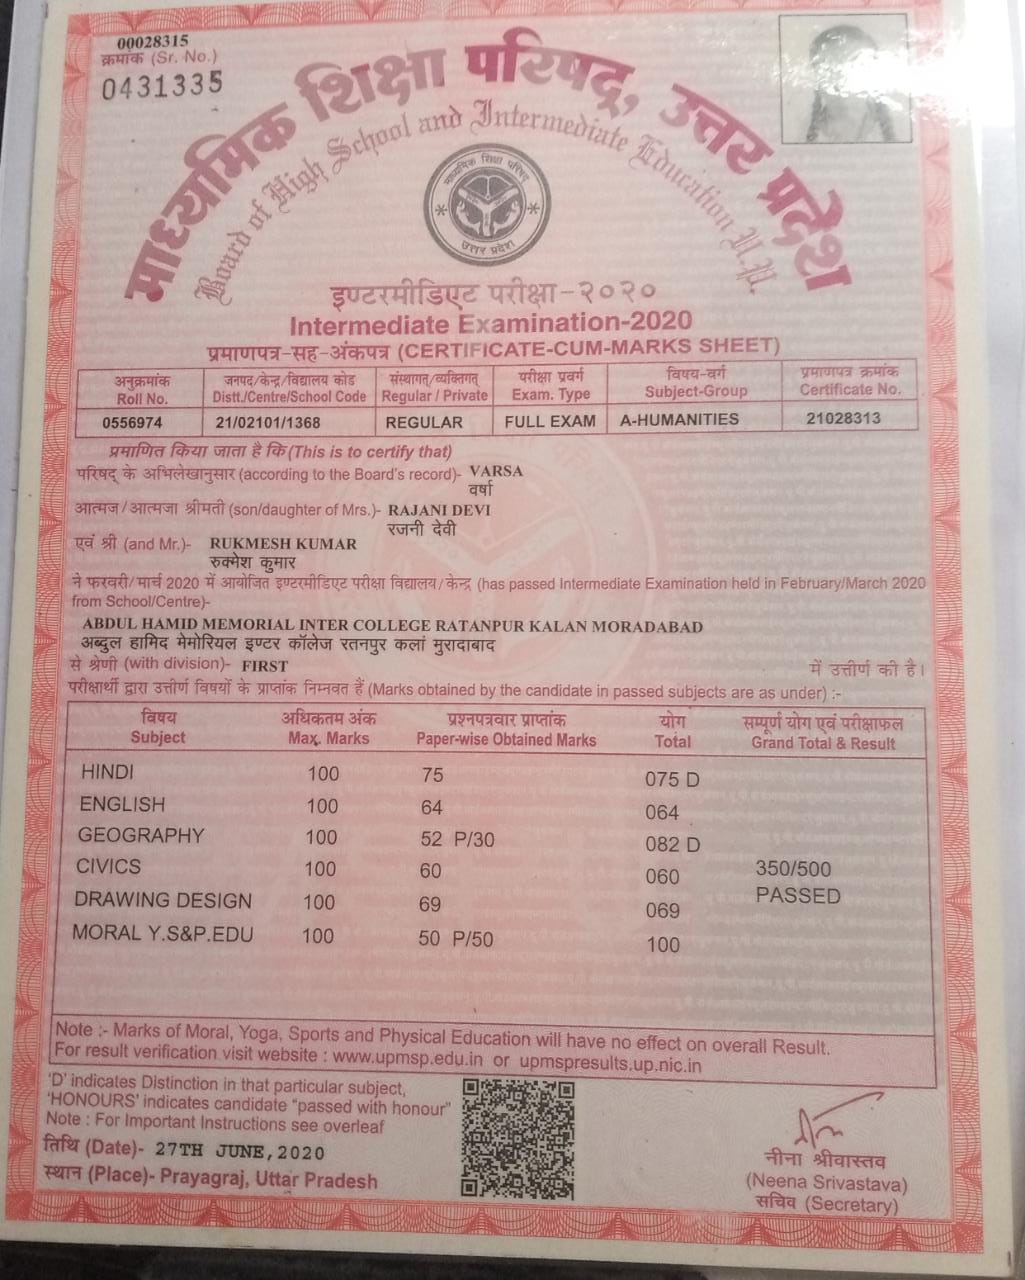 00028315
क्रमांक (Sr. No.)
0431335
माध्यमिक शिक्षा परिषद्, उत्तर प्रदेश
Board of High School and Intermediate Education U.P.
माध्यमिक शिक्षा परिषद्
उत्तर प्रदेश
इण्टरमीडिएट परीक्षा-२०२०
Intermediate Examination-2020
प्रमाणपत्र-सह-अंकपत्र (CERTIFICATE-CUM-MARKS SHEET)
अनुक्रमांक जनपद/केन्द्र/विद्यालय कोड संस्थागत/व्यक्तिगत परीक्षा प्रवर्ग विषय-वर्ग प्रमाणपत्र क्रमांक
Roll No. Distt./Centre/School Code Regular / Private Exam. Type Subject-Group Certificate No.
0556974 21/02101/1368 REGULAR FULL EXAM A-HUMANITIES 21028313
प्रमाणित किया जाता है कि (This is to certify that)
परिषद् के अभिलेखानुसार (according to the Board's record)- VARSA
वर्षा
आत्मज/आत्मजा श्रीमती (son/daughter of Mrs.)- RAJANI DEVI
रजनी देवी
एवं श्री (and Mr.)- RUKMESH KUMAR
रुक्मेश कुमार
ने फरवरी/मार्च 2020 में आयोजित इण्टरमीडिएट परीक्षा विद्यालय/केन्द्र (has passed Intermediate Examination held in February/March 2020
from School/Centre)-
ABDUL HAMID MEMORIAL INTER COLLEGE RATANPUR KALAN MORADABAD
अब्दुल हामिद मेमोरियल इण्टर कॉलेज रतनपुर कलां मुरादाबाद
से श्रेणी (with division)- FIRST में उत्तीर्ण की है।
परीक्षार्थी द्वारा उत्तीर्ण विषयों के प्राप्तांक निम्नवत हैं (Marks obtained by the candidate in passed subjects are as under) :-
विषय अधिकतम अंक प्रश्नपत्रवार प्राप्तांक योग सम्पूर्ण योग एवं परीक्षाफल
Subject Max. Marks Paper-wise Obtained Marks Total Grand Total & Result
HINDI 100 75 075 D
ENGLISH 100 64 064
GEOGRAPHY 100 52 P/30 082 D
CIVICS 100 60 060 350/500
PASSED
DRAWING DESIGN 100 69 069
MORAL Y.S&P.EDU 100 50 P/50 100
Note :- Marks of Moral, Yoga, Sports and Physical Education will have no effect on overall Result.
For result verification visit website : www.upmsp.edu.in or upmspresults.up.nic.in
'D' indicates Distinction in that particular subject,
'HONOURS' indicates candidate "passed with honour"
Note : For Important Instructions see overleaf
तिथि (Date)- 27TH JUNE,2020
स्थान (Place)- Prayagraj, Uttar Pradesh
नीना श्रीवास्तव
(Neena Srivastava)
सचिव (Secretary)